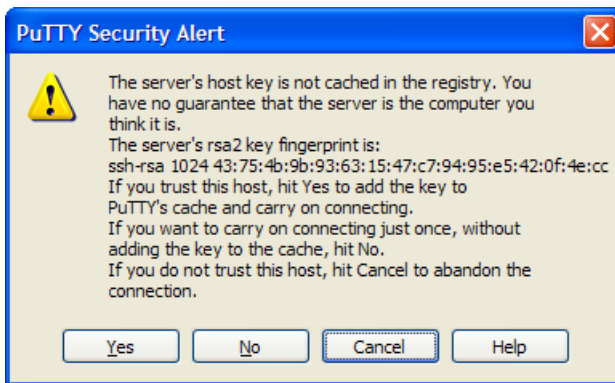 PuTTY Security Alert
The server's host key is not cached in the registry. You
have no guarantee that the server is the computer you
think it is.
The server's rsa2 key fingerprint is:
ssh-rsa 1024 43:75:4b:9b:93:63:15:47:c7:94:95:e5:42:0f:4e:cc
If you trust this host, hit Yes to add the key to
PuTTY's cache and carry on connecting.
If you want to carry on connecting just once, without
adding the key to the cache, hit No.
If you do not trust this host, hit Cancel to abandon the
connection.
Yes No Cancel Help